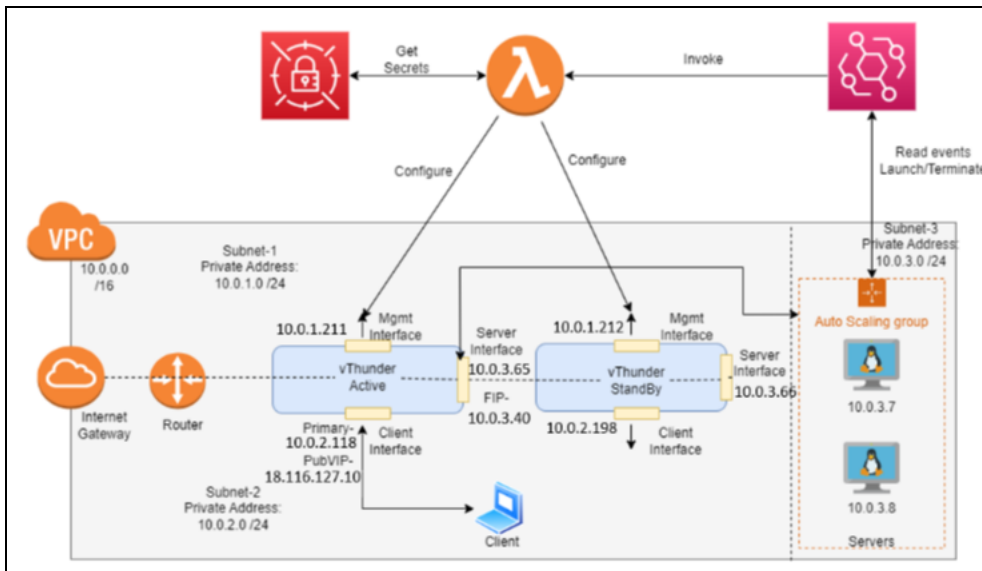 Get
Secrets
Invoke
Configure
Configure
Read events
Launch/Terminate
VPC
10.0.0.0
/16
Subnet-1
Private Address:
10.0.1.0 /24
Subnet-3
Private Address:
10.0.3.0 /24
Auto Scaling group
10.0.1.211
Mgmt
Interface
10.0.1.212
Mgmt
Interface
vThunder
Active
Server
Interface
10.0.3.65
FIP-
10.0.3.40
vThunder
StandBy
Server
Interface
10.0.3.66
Internet
Gateway
Router
Primary-
10.0.2.118
PubVIP-
18.116.127.10
Client
Interface
10.0.2.198
Client
Interface
10.0.3.7
10.0.3.8
Servers
Subnet-2
Private Address:
10.0.2.0 /24
Client